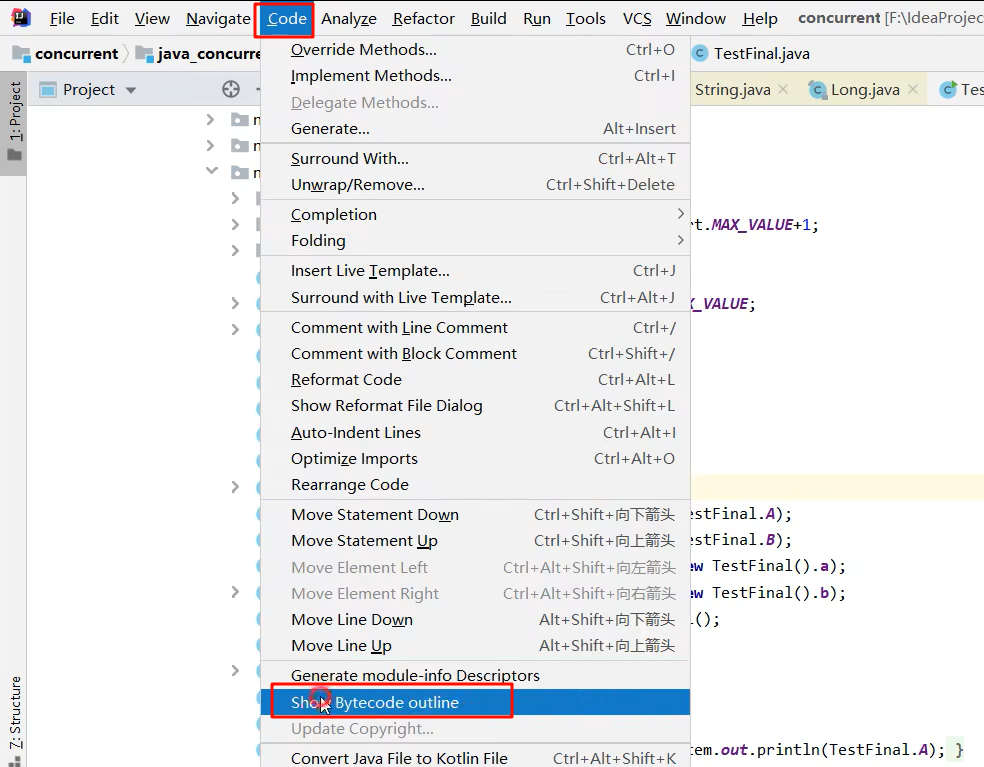 File Edit View Navigate Code Analyze Refactor Build Run Tools VCS Window Help concurrent [F:\IdeaProjec
concurrent java_concurre TestFinal.java
1: Project
Project String.java Long.java Tes
Override Methods... Ctrl+O
Implement Methods... Ctrl+I
Delegate Methods...
Generate... Alt+Insert
Surround With... Ctrl+Alt+T
Unwrap/Remove... Ctrl+Shift+Delete
Completion
rt.MAX_VALUE+1;
Folding
Insert Live Template... Ctrl+J
Surround with Live Template... Ctrl+Alt+J
X_VALUE;
Comment with Line Comment Ctrl+/
Comment with Block Comment Ctrl+Shift+/
Reformat Code Ctrl+Alt+L
Show Reformat File Dialog Ctrl+Alt+Shift+L
Auto-Indent Lines Ctrl+Alt+I
Optimize Imports Ctrl+Alt+O
Rearrange Code
Move Statement Down Ctrl+Shift+向下箭头 estFinal.A);
Move Statement Up Ctrl+Shift+向上箭头 estFinal.B);
Move Element Left Ctrl+Alt+Shift+向左箭头 ew TestFinal().a);
Move Element Right Ctrl+Alt+Shift+向右箭头 ew TestFinal().b);
Move Line Down Alt+Shift+向下箭头 ();
Move Line Up Alt+Shift+向上箭头
Generate module-info Descriptors
Show Bytecode outline
Update Copyright...
7: Structure
Convert Java File to Kotlin File Ctrl+Alt+Shift+K tem.out.println(TestFinal.A); }